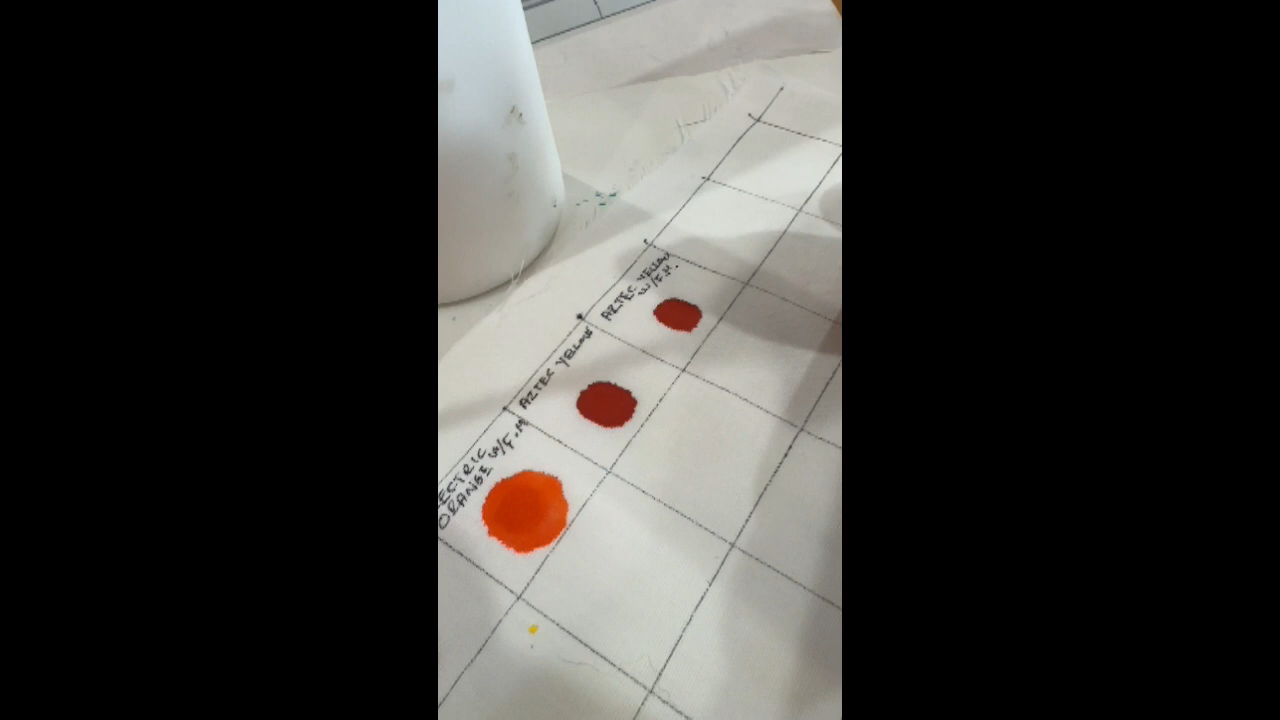 AZTEC YELLOW
W/F.M.
AZTEC YELLOW
ECTRIC
ORANGE W/F.M